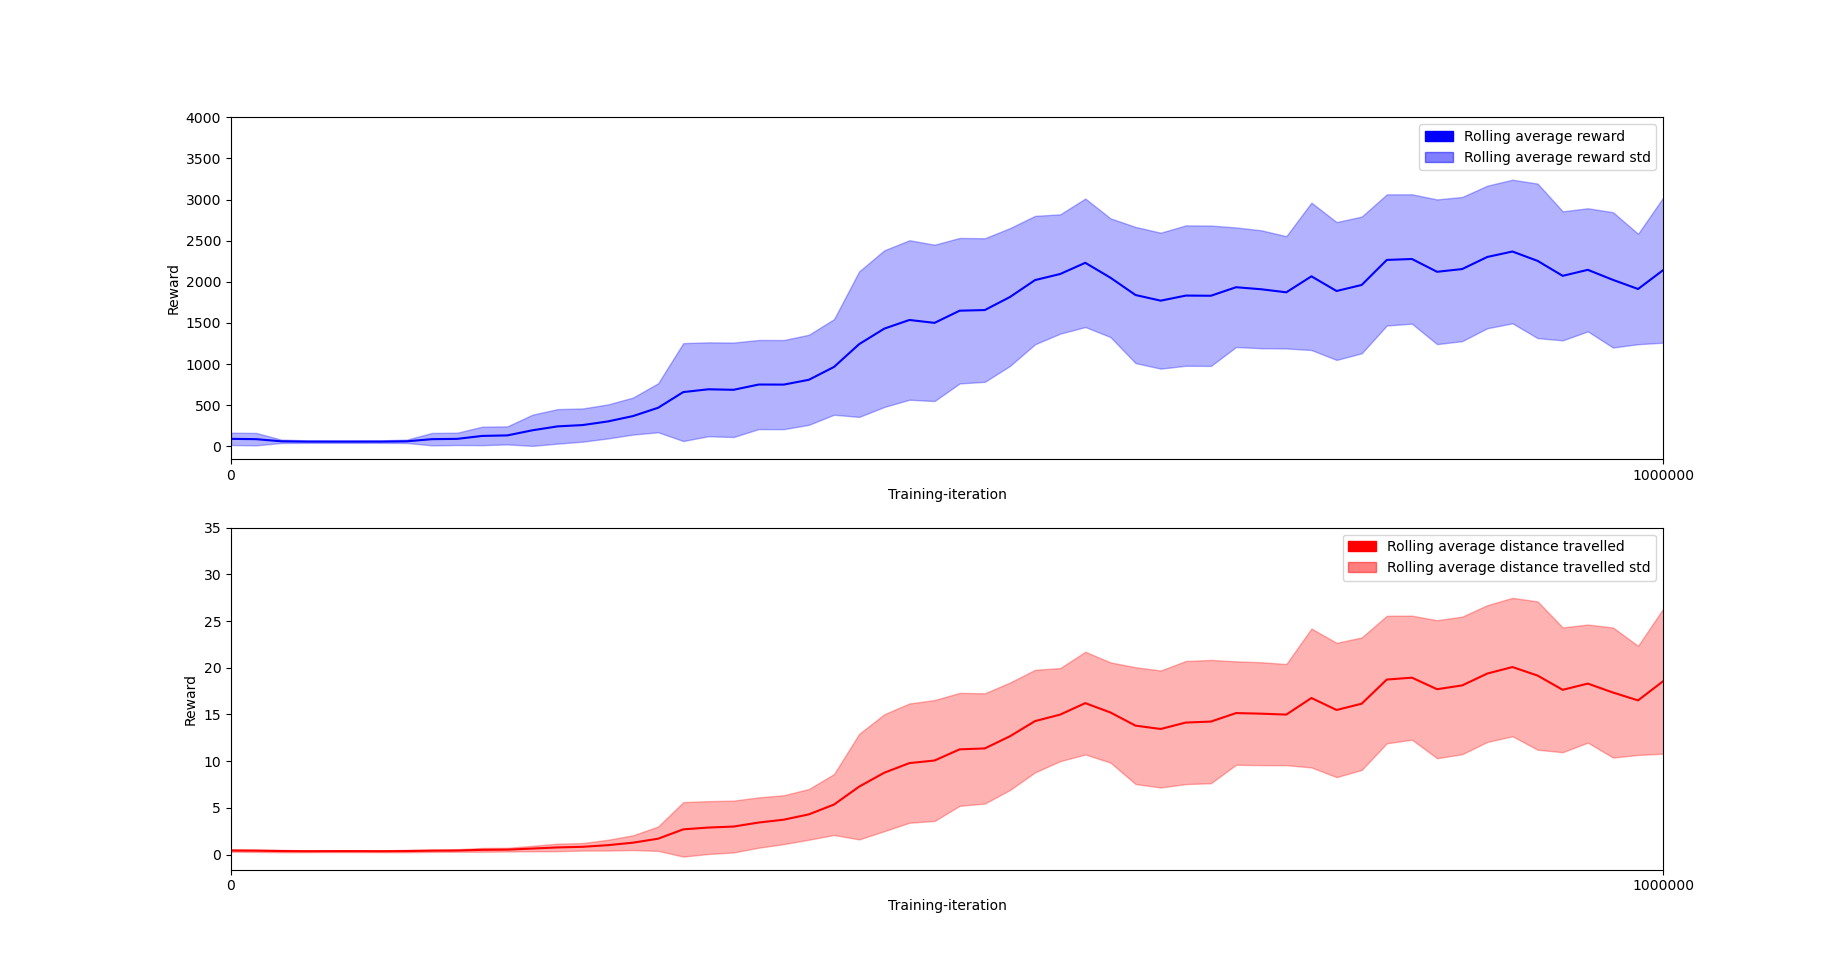 4000
3500
3000
2500
2000
1500
1000
500
0
Reward
Rolling average reward
Rolling average reward std
0
1000000
Training-iteration
35
30
25
20
15
10
5
0
Reward
Rolling average distance travelled
Rolling average distance travelled std
0
1000000
Training-iteration